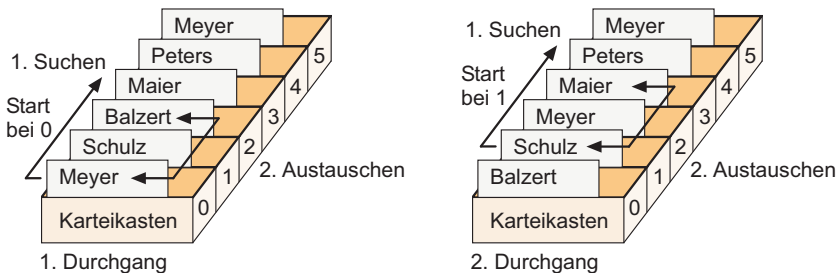 Meyer
Peters
1. Suchen
Maier
Start
bei 0
Balzert
Schulz
Meyer
2. Austauschen
Karteikasten
0
1
2
3
4
5
1. Durchgang
Meyer
1. Suchen
Peters
Start
bei 1
Maier
Meyer
Schulz
2. Austauschen
Balzert
Karteikasten
0
1
2
3
4
5
2. Durchgang